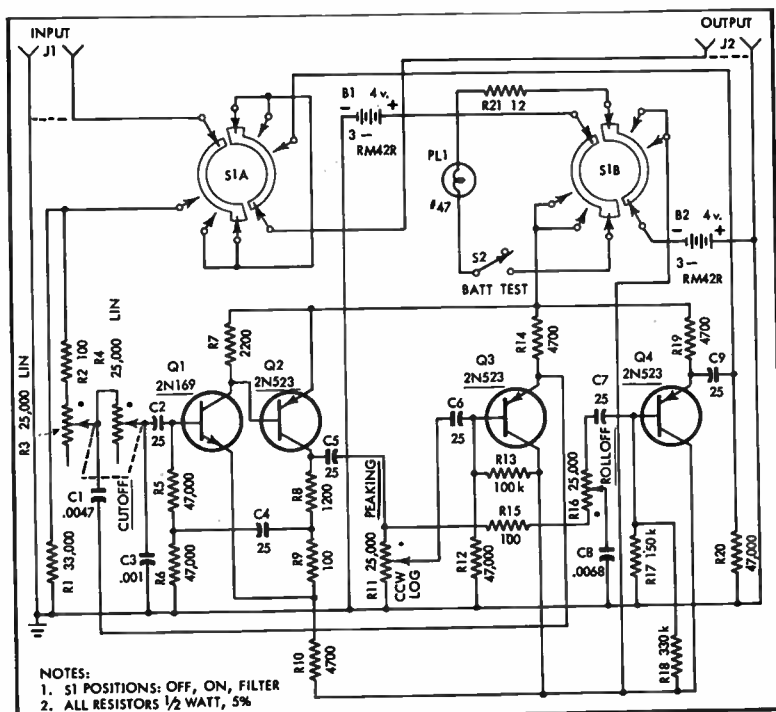 INPUT
J1
OUTPUT
J2
B1 4 v.
- +
3 —
RM42R
R21 12
S1A
S1B
PL1
#47
S2
BATT TEST
B2 4 v.
- +
3 —
RM42R
R3 25,000 LIN
R2 100
R4
25,000 LIN
R7
2200
Q1
2N169
Q2
2N523
R14
4700
Q3
2N523
R19
4700
Q4
2N523
C9
25
C2
25
C5
25
C6
25
C7
25
C1
.0047
CUTOFF
R5
47,000
C4
25
R8
1200
PEAKING
R13
100 k
R15
100
R16 25,000
ROLLOFF
R1 33,000
C3
.001
R6
47,000
R9
100
R11 25,000
CCW
LOG
R12
47,000
C8
.0068
R17 150k
R20
47,000
R10
4700
R18 330 k
NOTES:
1. S1 POSITIONS: OFF, ON, FILTER
2. ALL RESISTORS ½ WATT, 5%